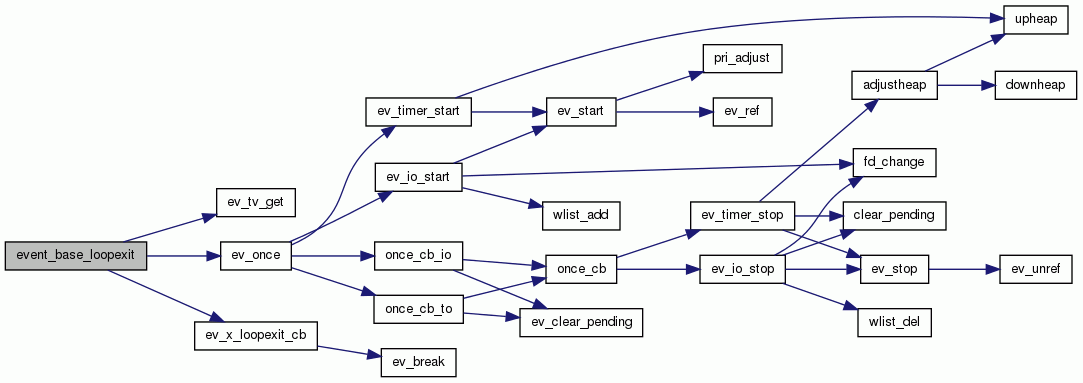 event_base_loopexit
ev_tv_get
ev_once
ev_x_loopexit_cb
ev_timer_start
ev_io_start
once_cb_io
once_cb_to
ev_break
ev_start
wlist_add
once_cb
ev_clear_pending
pri_adjust
ev_ref
ev_timer_stop
ev_io_stop
adjustheap
fd_change
clear_pending
ev_stop
wlist_del
upheap
downheap
ev_unref